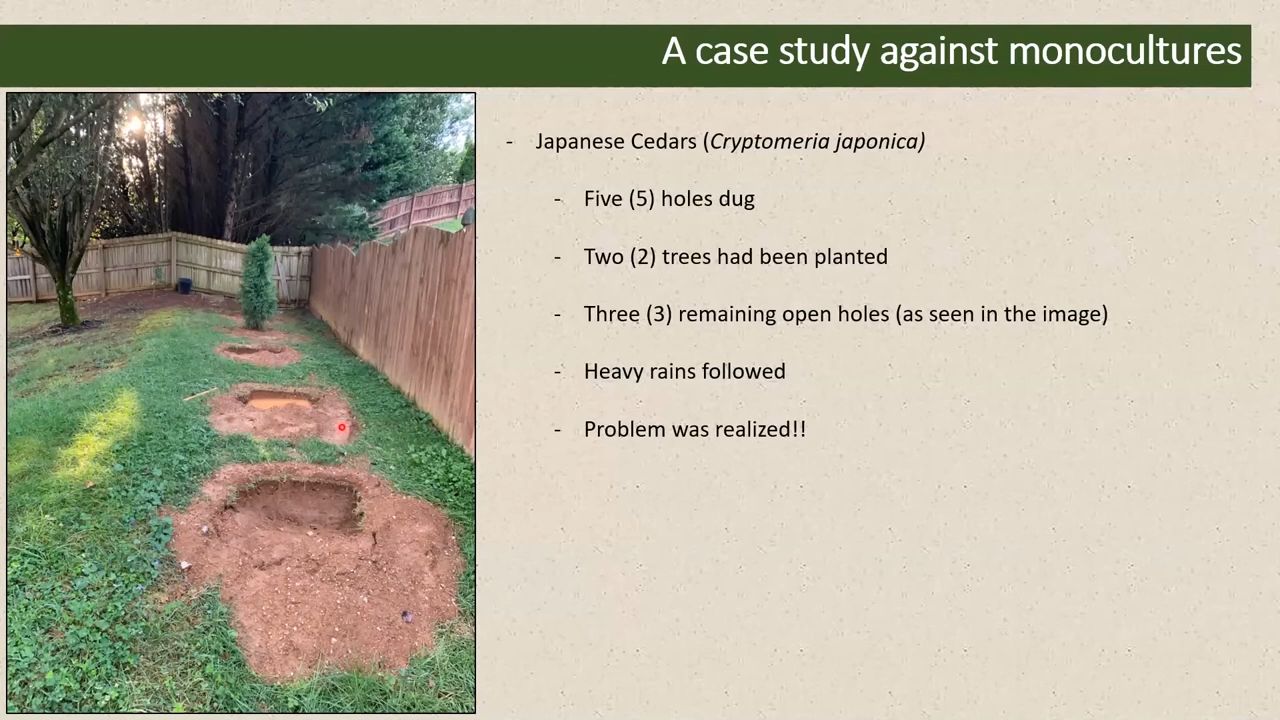 A case study against monocultures
- Japanese Cedars (Cryptomeria japonica)
- Five (5) holes dug
- Two (2) trees had been planted
- Three (3) remaining open holes (as seen in the image)
- Heavy rains followed
- Problem was realized!!